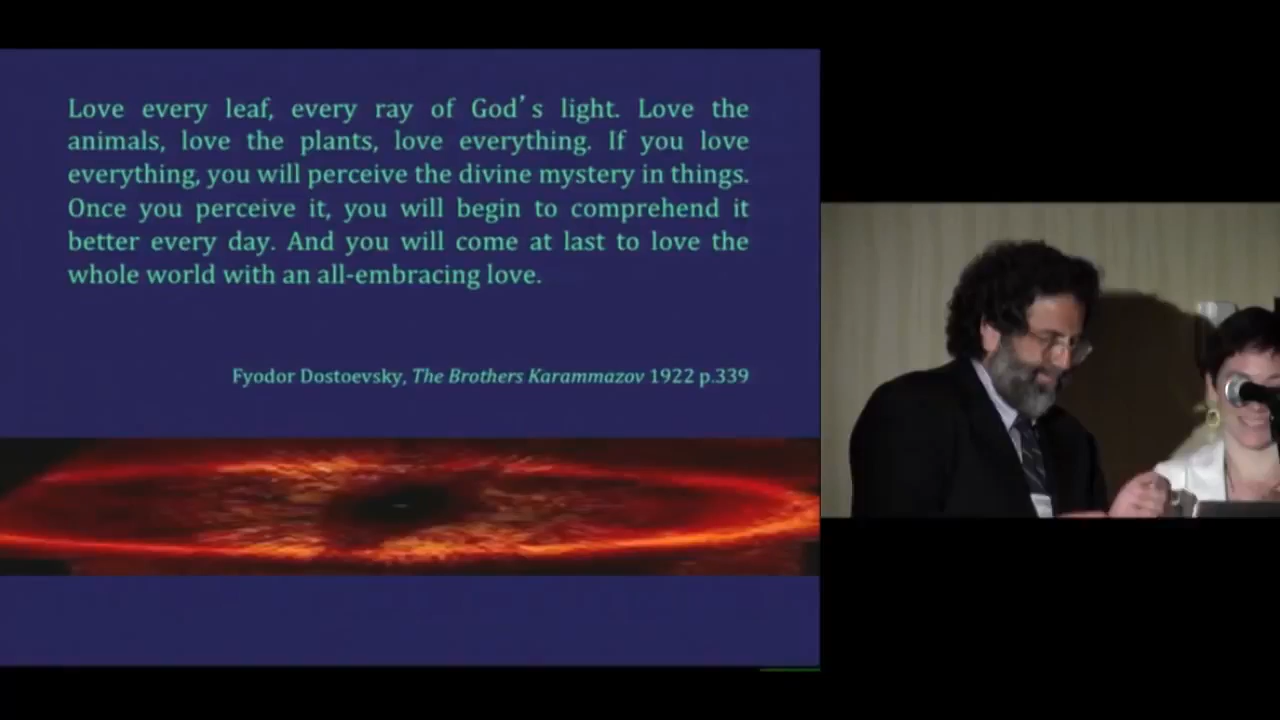 Love every leaf, every ray of God's light. Love the
animals, love the plants, love everything. If you love
everything, you will perceive the divine mystery in things.
Once you perceive it, you will begin to comprehend it
better every day. And you will come at last to love the
whole world with an all-embracing love.
Fyodor Dostoevsky, The Brothers Karammazov 1922 p.339